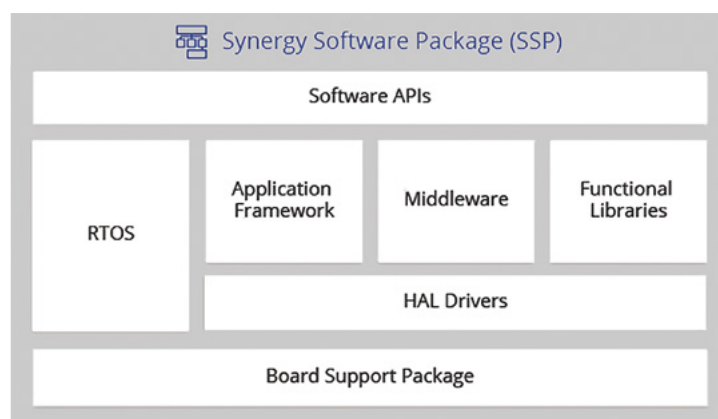 Synergy Software Package (SSP)
Software APIs
RTOS
Application
Framework
Middleware
Functional
Libraries
HAL Drivers
Board Support Package